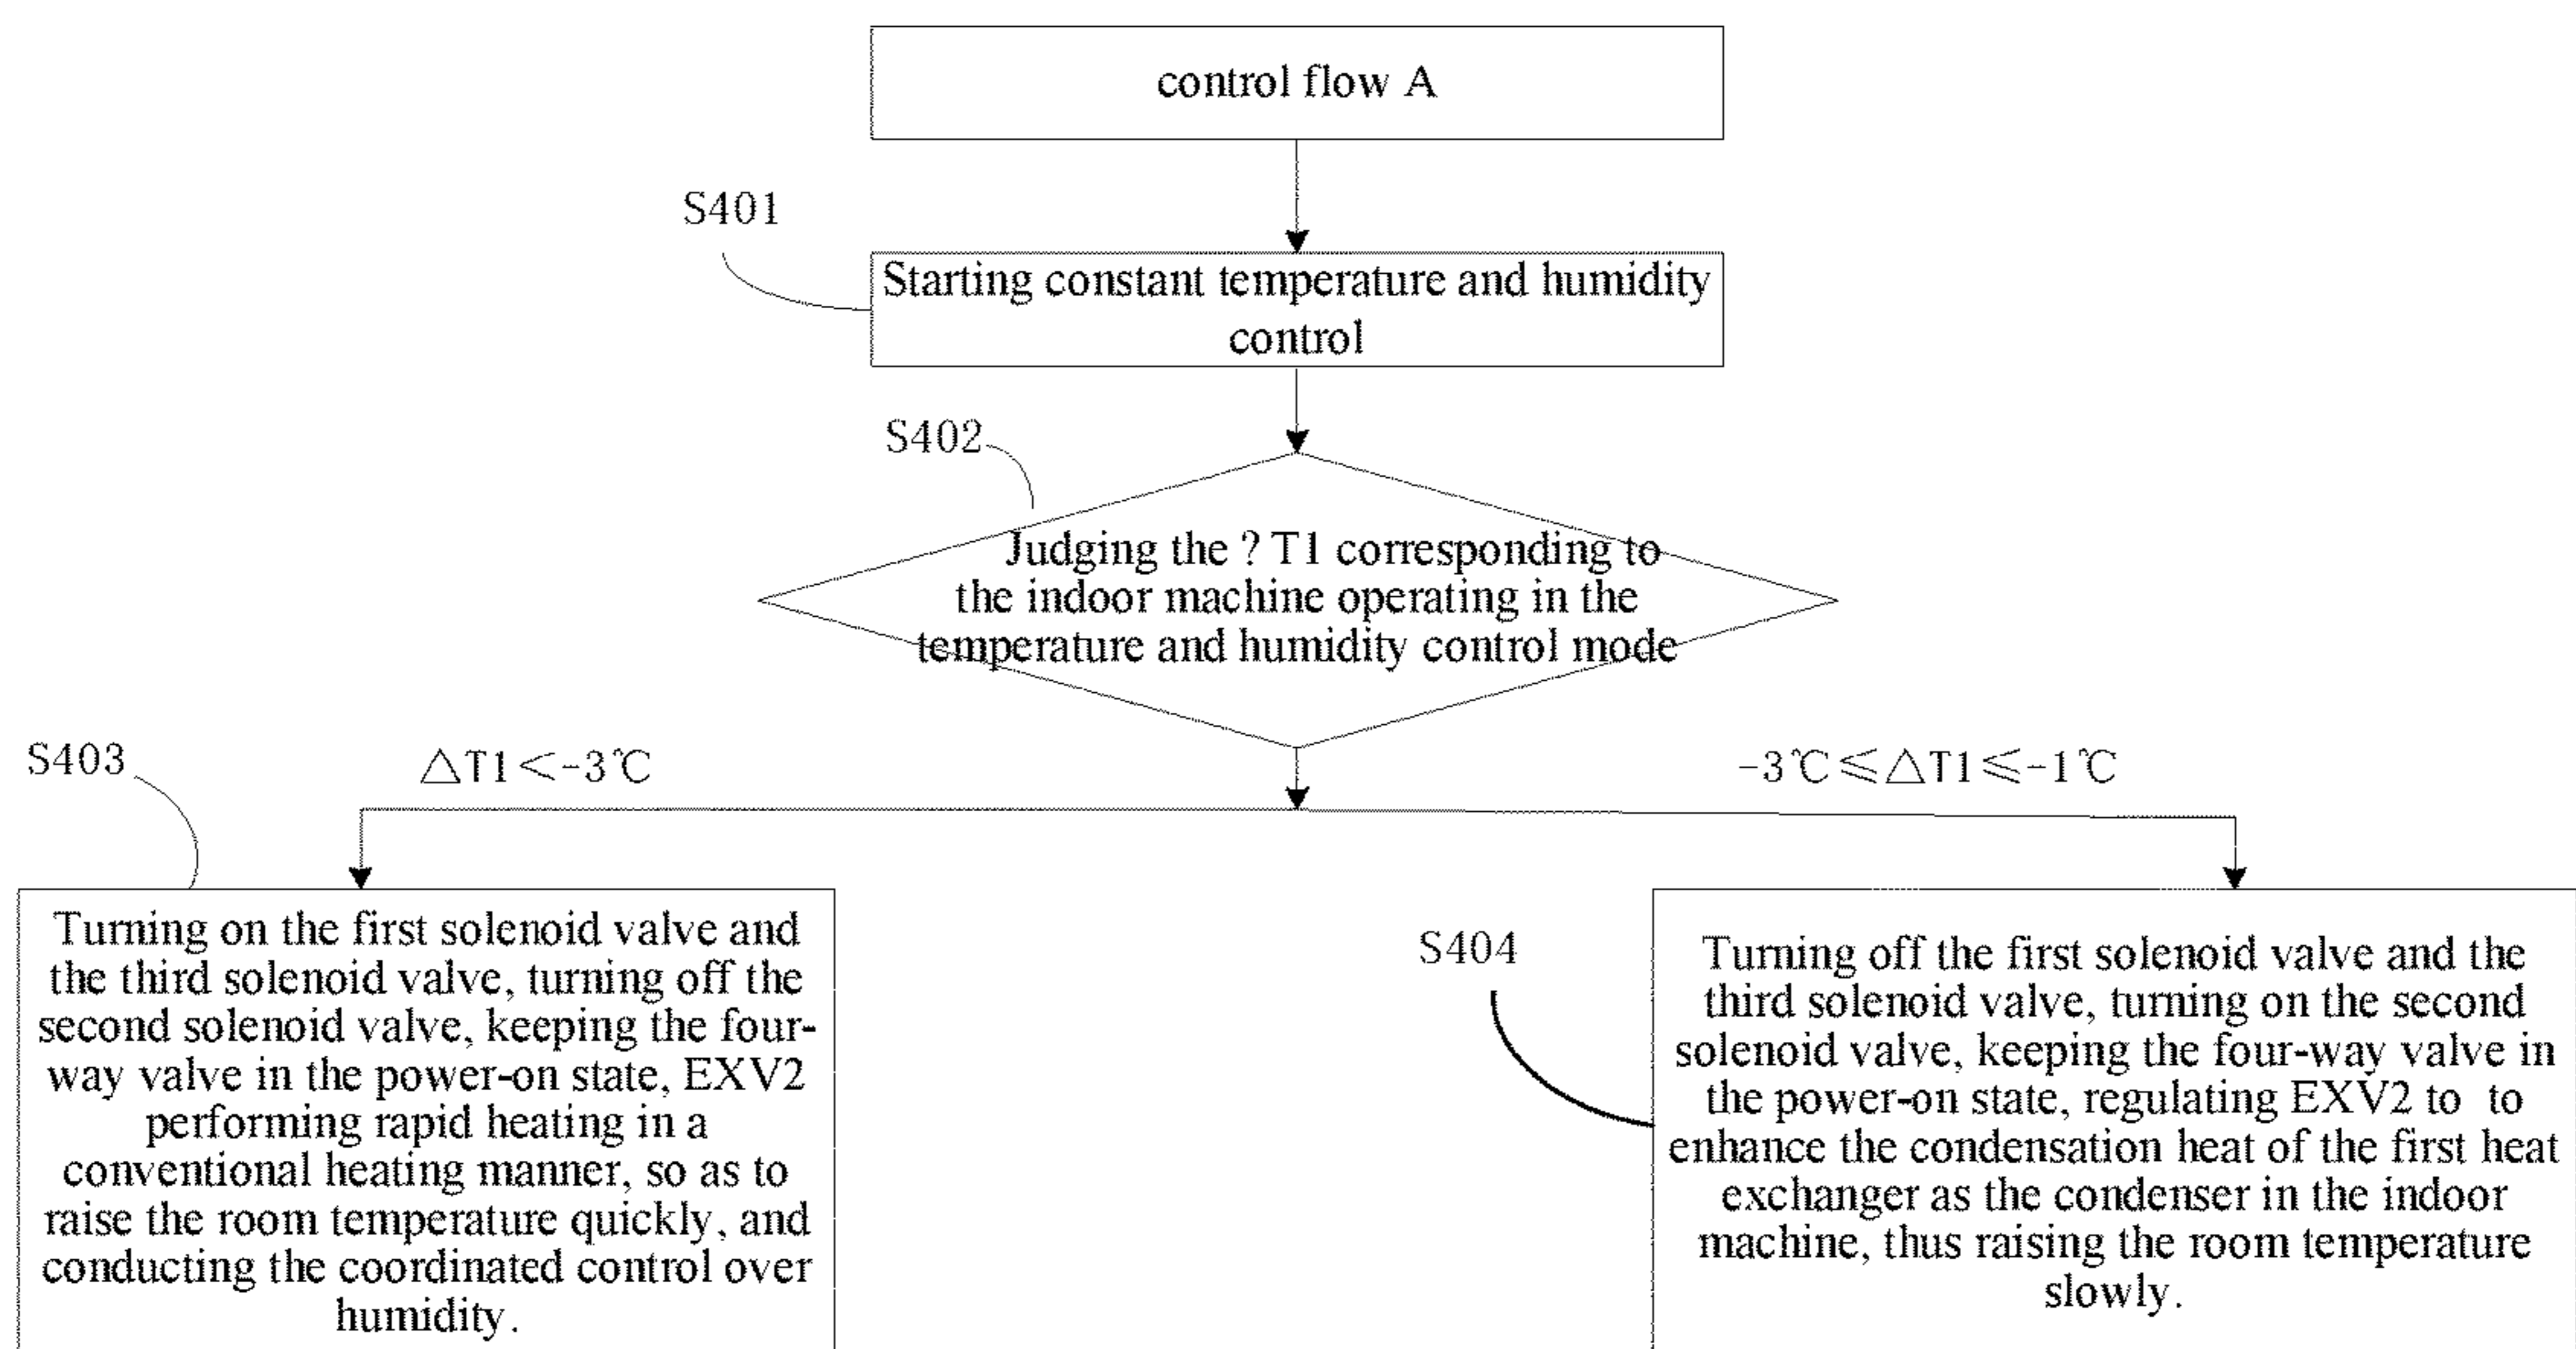 control flow A
S401
Starting constant temperature and humidity
control
S402
Judging the ? T1 corresponding to
the indoor machine operating in the
temperature and humidity control mode
S403
△T1<-3℃
-3℃≤△T1≤-1℃
Turning on the first solenoid valve and
the third solenoid valve, turning off the
second solenoid valve, keeping the four-
way valve in the power-on state, EXV2
performing rapid heating in a
conventional heating manner, so as to
raise the room temperature quickly, and
conducting the coordinated control over
humidity.
S404
Turning off the first solenoid valve and the
third solenoid valve, turning on the second
solenoid valve, keeping the four-way valve in
the power-on state, regulating EXV2 to to
enhance the condensation heat of the first heat
exchanger as the condenser in the indoor
machine, thus raising the room temperature
slowly.